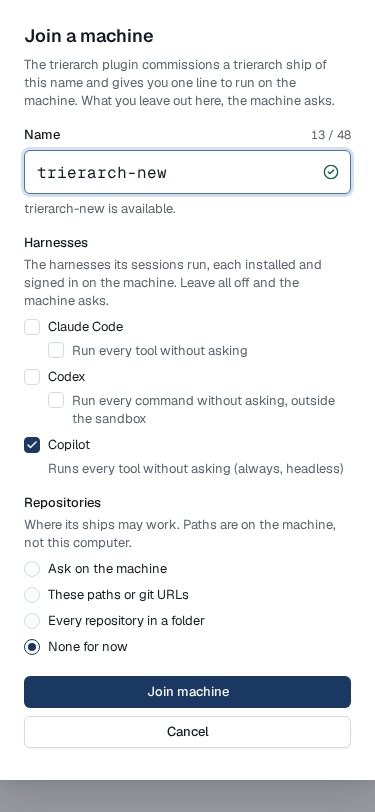 Join a machine
The trierarch plugin commissions a trierarch ship of
this name and gives you one line to run on the
machine. What you leave out here, the machine asks.
Name 13 / 48
trierarch-new
trierarch-new is available.
Harnesses
The harnesses its sessions run, each installed and
signed in on the machine. Leave all off and the
machine asks.
Claude Code
Run every tool without asking
Codex
Run every command without asking, outside
the sandbox
Copilot
Runs every tool without asking (always, headless)
Repositories
Where its ships may work. Paths are on the machine,
not this computer.
Ask on the machine
These paths or git URLs
Every repository in a folder
None for now
Join machine
Cancel